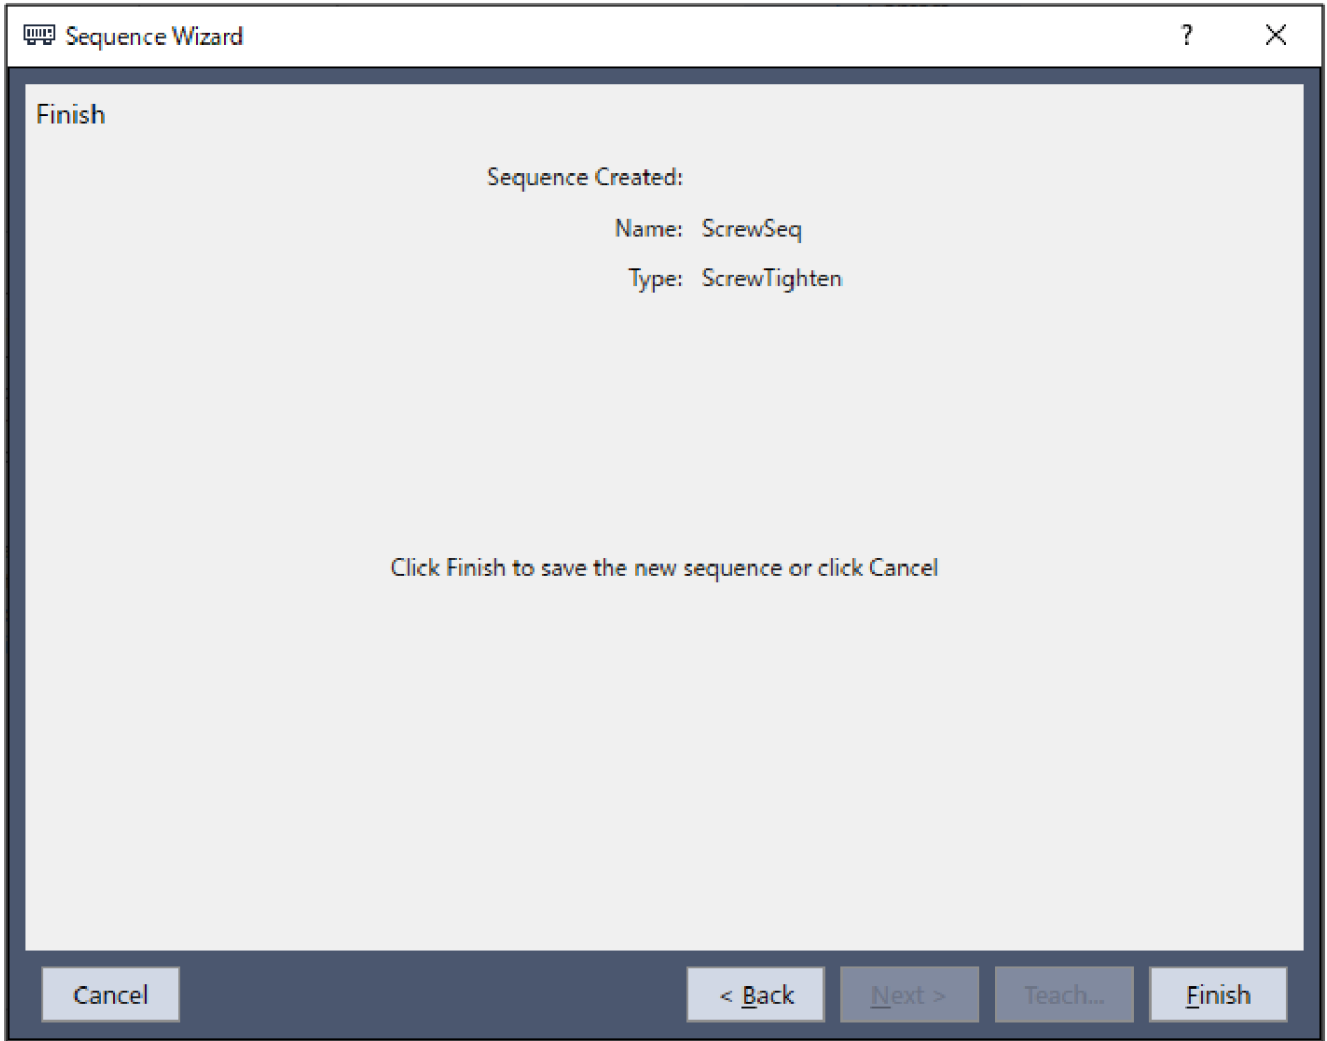 Sequence Wizard ?
Finish
Sequence Created:
Name: ScrewSeq
Type: ScrewTighten
Click Finish to save the new sequence or click Cancel
Cancel < Back Next > Teach... Finish